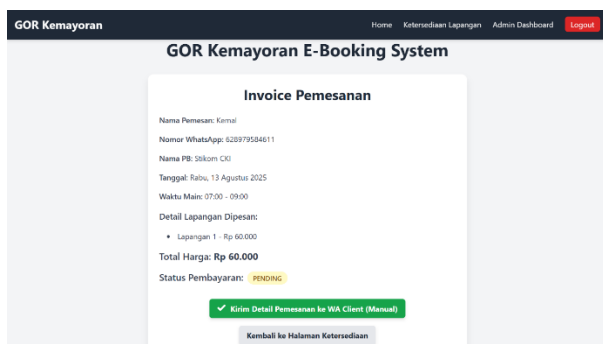 GOR Kemayoran
Home Ketersediaan Lapangan Admin Dashboard Logout
GOR Kemayoran E-Booking System
Invoice Pemesanan
Nama Pemesan: Kemal
Nomor WhatsApp: 628979584611
Nama PB: Stikom CKI
Tanggal: Rabu, 13 Agustus 2025
Waktu Main: 07:00 - 09:00
Detail Lapangan Dipesan:
• Lapangan 1 - Rp 60.000
Total Harga: Rp 60.000
Status Pembayaran: PENDING
Kirim Detail Pemesanan ke WA Client (Manual)
Kembali ke Halaman Ketersediaan